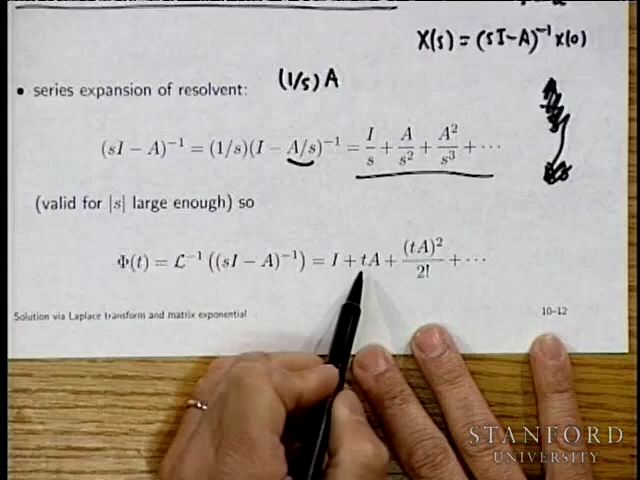 X(s) = (sI-A)⁻¹ x(0)
(1/s) A
• series expansion of resolvent:
(sI − A)⁻¹ = (1/s)(I − A/s)⁻¹ = I/s + A/s² + A²/s³ + ···
(valid for |s| large enough) so
Φ(t) = ℒ⁻¹ ((sI − A)⁻¹) = I + tA + (tA)²/2! + ···
Solution via Laplace transform and matrix exponential 10–12
STANFORD
UNIVERSITY